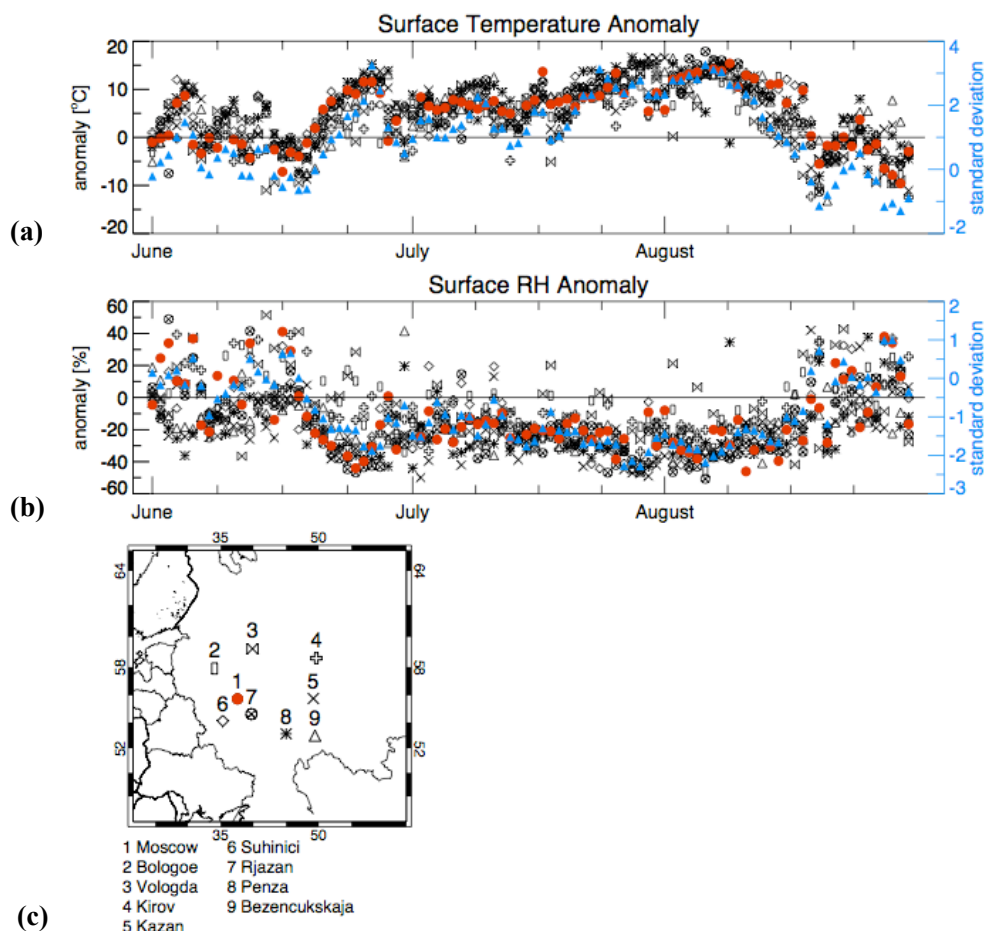 Surface Temperature Anomaly
20
10
0
-10
-20
anomaly [°C]
4
3
2
1
0
-2
standard deviation
June July August
(a)
Surface RH Anomaly
60
40
20
0
-20
-40
-60
anomaly [%]
2
1
0
-1
-2
-3
standard deviation
June July August
(b)
35 50
64 64
58 58
52 52
3
2 4
1 5
6 7
8 9
35 50
1 Moscow 6 Suhinici
2 Bologoe 7 Rjazan
3 Vologda 8 Penza
4 Kirov 9 Bezencukskaja
5 Kazan
(c)